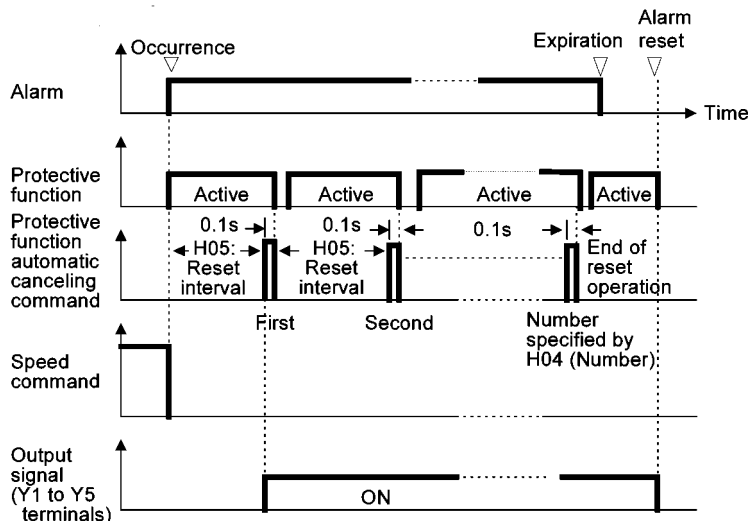 Alarm
reset
Occurrence
Expiration
Alarm
Time
Protective
function
Active
Active
Active
Active
Protective
function
automatic
canceling
command
0.1s
0.1s
0.1s
H05:
Reset
interval
H05:
Reset
interval
End of
reset
operation
First
Second
Number
specified by
H04 (Number)
Speed
command
Output
signal
(Y1 to Y5
terminals)
ON